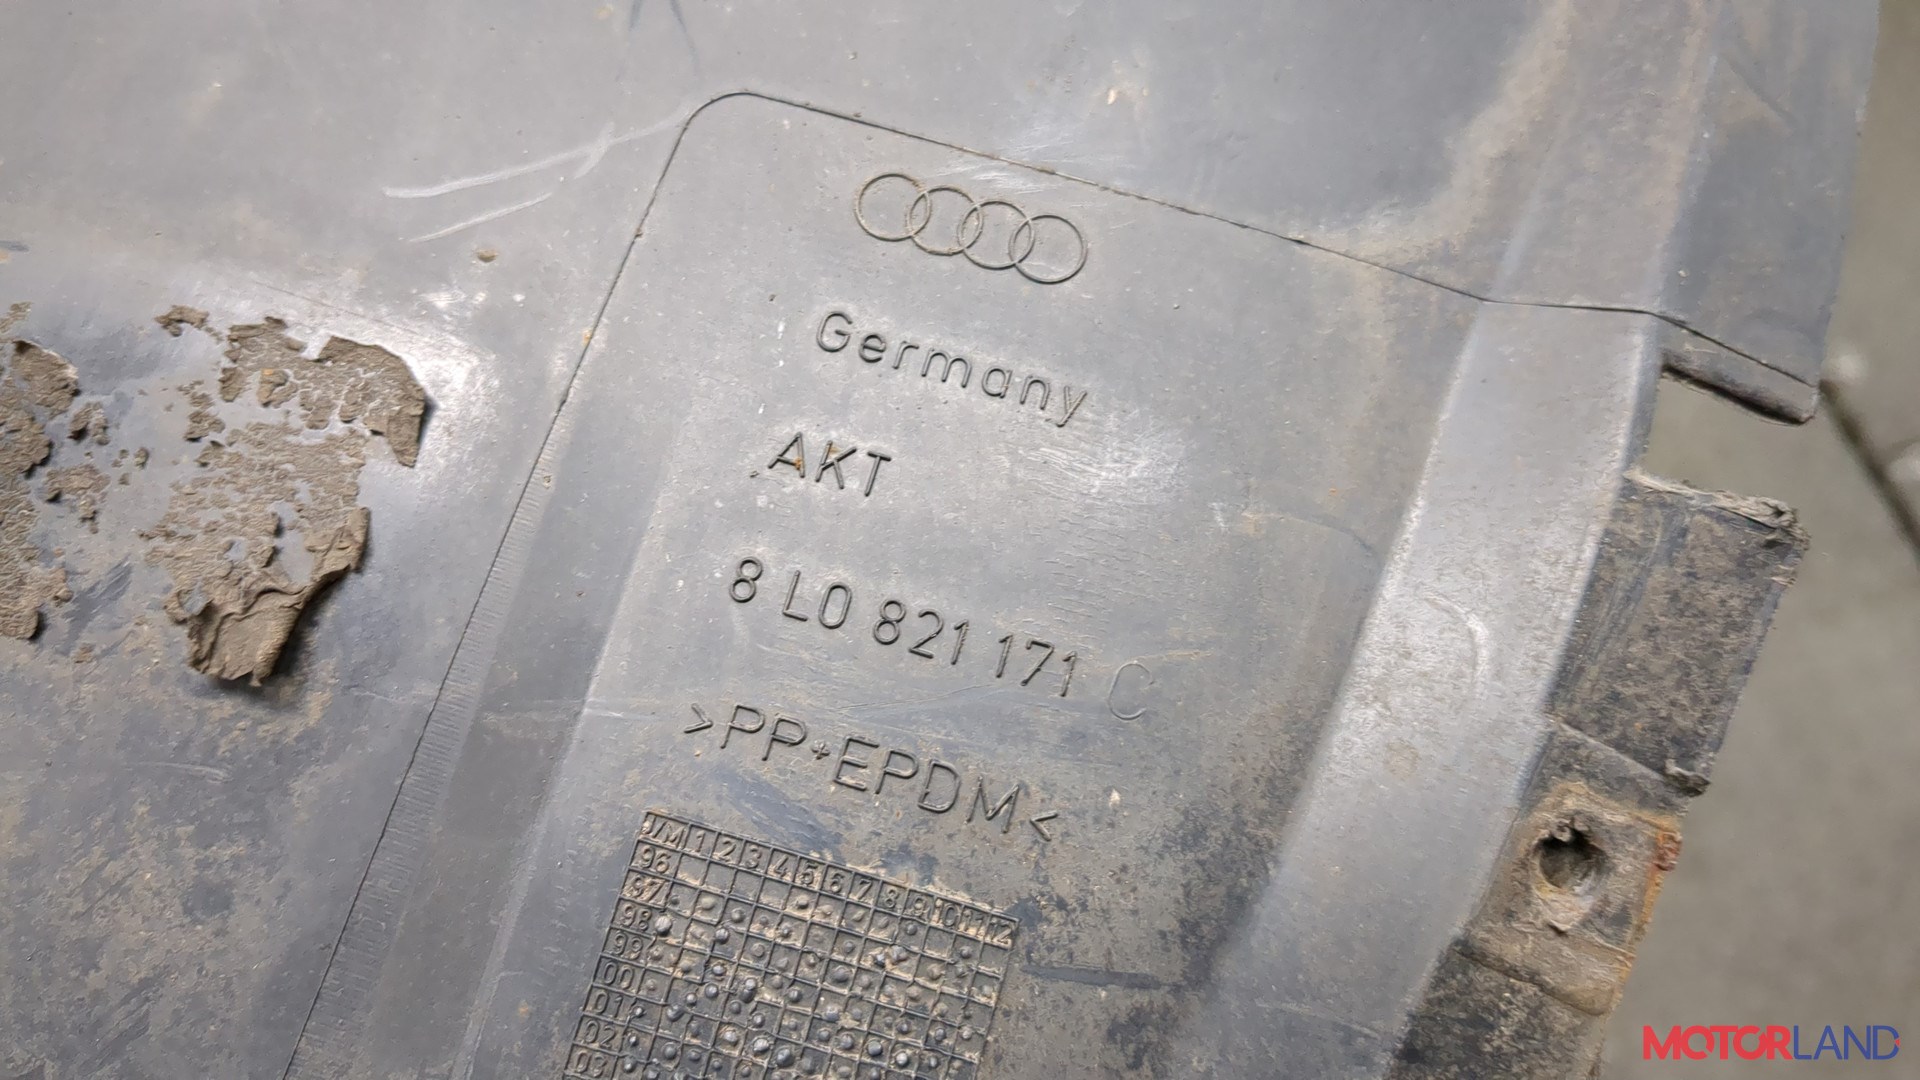 Germany
AKT
8L0 821 171 C
>PP+EPDM<
J/M 1 2 3 4 5 6 7 8 9 10 11 12
96
97
98
99
00
01
02
03
MOTORLAND